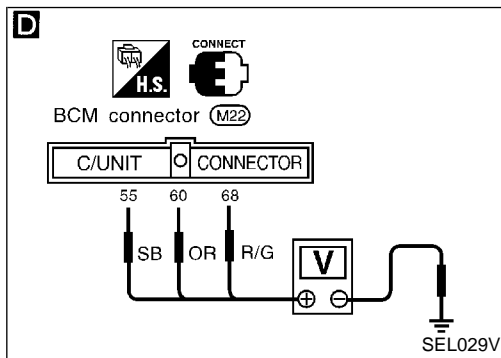 D
CONNECT
H.S.
BCM connector M22
C/UNIT CONNECTOR
55 60 68
SB OR R/G
V
SEL029V